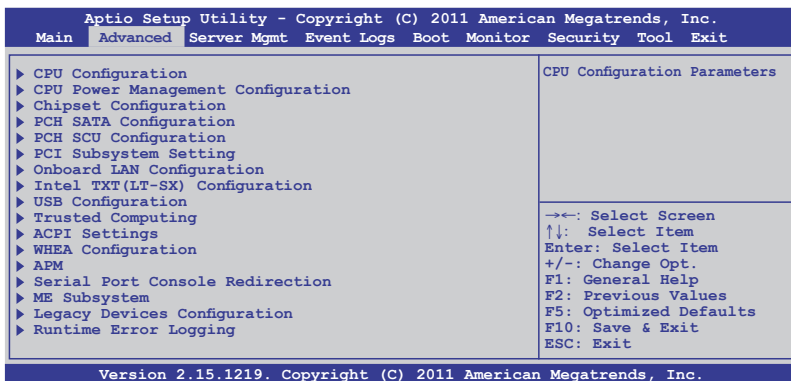 Aptio Setup Utility - Copyright (C) 2011 American Megatrends, Inc.
Main Advanced Server Mgmt Event Logs Boot Monitor Security Tool Exit
CPU Configuration
CPU Power Management Configuration
Chipset Configuration
PCH SATA Configuration
PCH SCU Configuration
PCI Subsystem Setting
Onboard LAN Configuration
Intel TXT(LT-SX) Configuration
USB Configuration
Trusted Computing
ACPI Settings
WHEA Configuration
APM
Serial Port Console Redirection
ME Subsystem
Legacy Devices Configuration
Runtime Error Logging
CPU Configuration Parameters
→←: Select Screen
↑↓: Select Item
Enter: Select Item
+/-: Change Opt.
F1: General Help
F2: Previous Values
F5: Optimized Defaults
F10: Save & Exit
ESC: Exit
Version 2.15.1219. Copyright (C) 2011 American Megatrends, Inc.